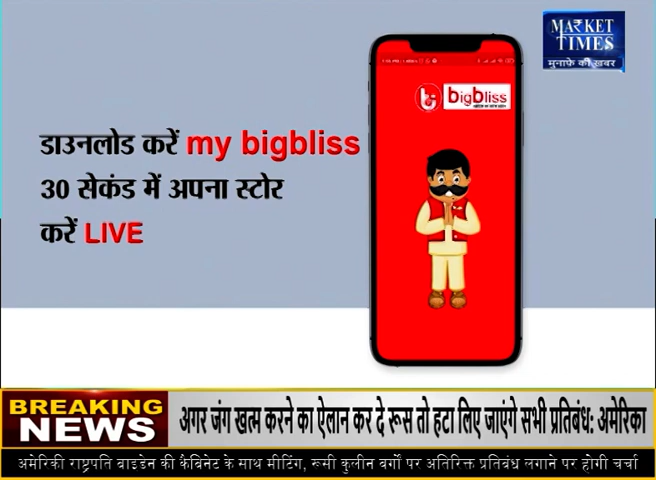 MARKET
TIMES
मुनाफे की खबर
bigbliss
डाउनलोड करें my bigbliss
30 सेकंड में अपना स्टोर
करें LIVE
BREAKING
NEWS
अगर जंग खत्म करने का ऐलान कर दे रूस तो हटा लिए जाएंगे सभी प्रतिबंध: अमेरिका
अमेरिकी राष्ट्रपति बाइडेन की कैबिनेट के साथ मीटिंग, रूसी कुलीन वर्गों पर अतिरिक्त प्रतिबंध लगाने पर होगी चर्चा